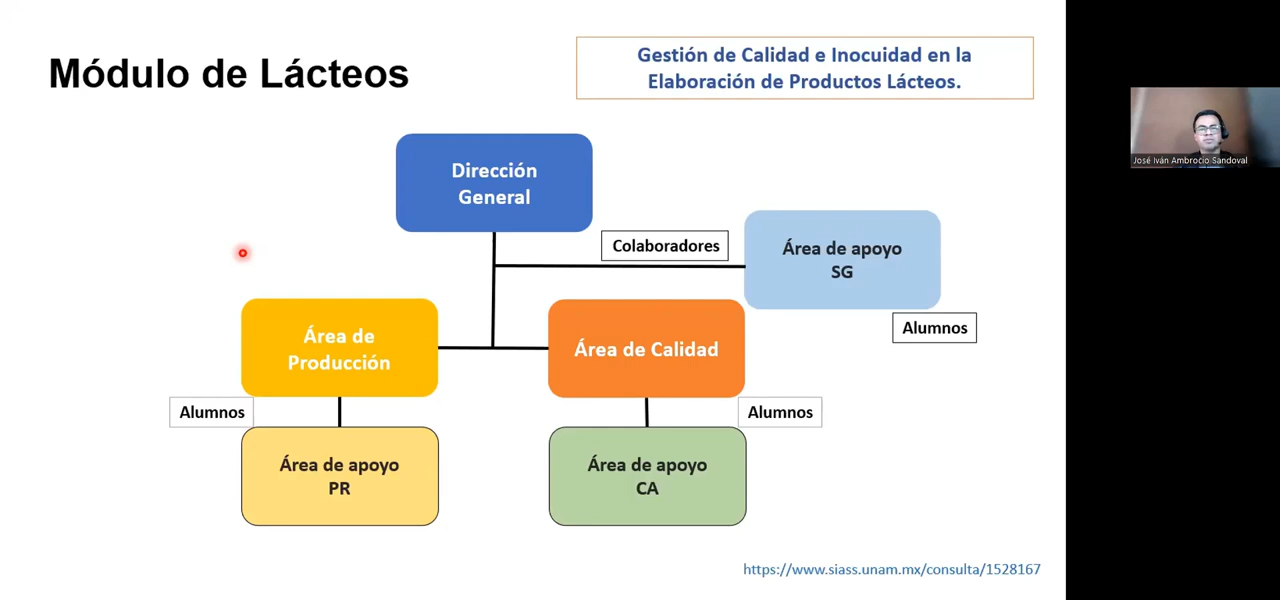 Módulo de Lácteos
Gestión de Calidad e Inocuidad en la
Elaboración de Productos Lácteos.
Dirección
General
Colaboradores
Área de apoyo
SG
Alumnos
Área de
Producción
Área de Calidad
Alumnos
Alumnos
Área de apoyo
PR
Área de apoyo
CA
https://www.siass.unam.mx/consulta/1528167
José Iván Ambrocio Sandoval